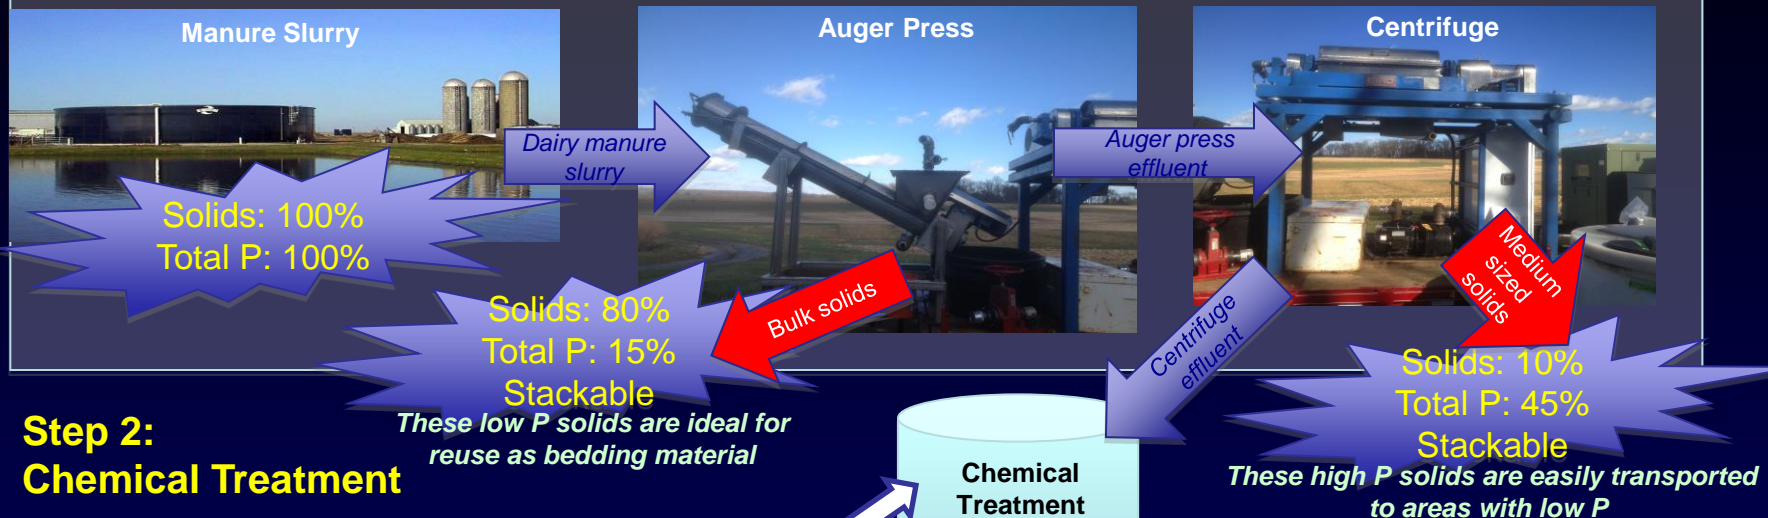 Manure Slurry
Auger Press
Centrifuge
Dairy manure
slurry
Auger press
effluent
Solids: 100%
Total P: 100%
Bulk solids
Solids: 80%
Total P: 15%
Stackable
These low P solids are ideal for
reuse as bedding material
Centrifuge
effluent
Medium
sized
solids
Solids: 10%
Total P: 45%
Stackable
These high P solids are easily transported
to areas with low P
Step 2:
Chemical Treatment
Chemical
Treatment